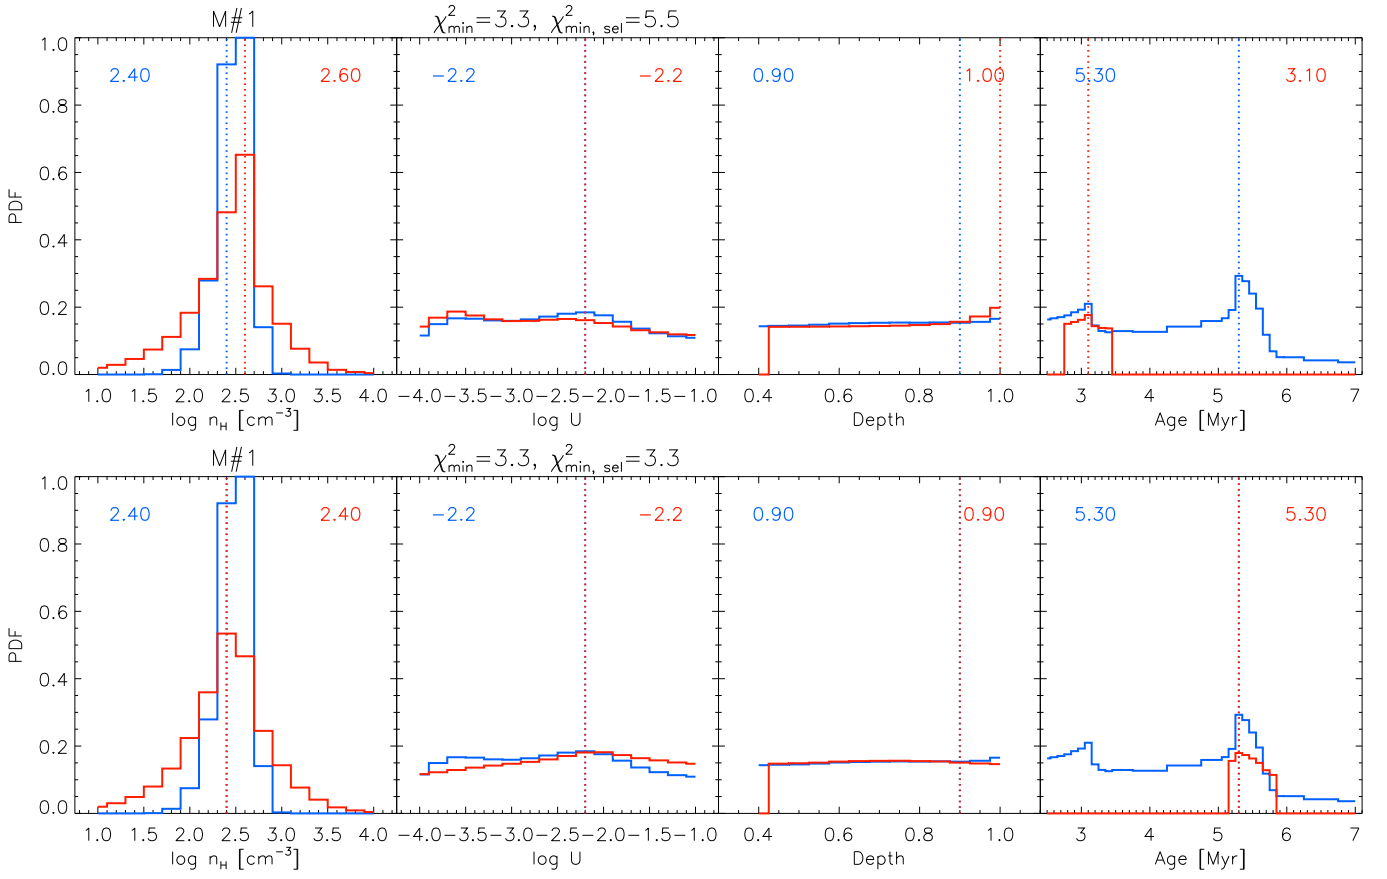 M#1
χ²min=3.3, χ²min, sel=5.5
PDF
1.0
0.8
0.6
0.4
0.2
0.0
2.40 2.60
−2.2 −2.2
0.90 1.00
5.30 3.10
1.0 1.5 2.0 2.5 3.0 3.5 4.0
−4.0−3.5−3.0−2.5−2.0−1.5−1.0
0.4 0.6 0.8 1.0
3 4 5 6 7
log nH [cm−3]
log U
Depth
Age [Myr]
M#1
χ²min=3.3, χ²min, sel=3.3
PDF
1.0
0.8
0.6
0.4
0.2
0.0
2.40 2.40
−2.2 −2.2
0.90 0.90
5.30 5.30
1.0 1.5 2.0 2.5 3.0 3.5 4.0
−4.0−3.5−3.0−2.5−2.0−1.5−1.0
0.4 0.6 0.8 1.0
3 4 5 6 7
log nH [cm−3]
log U
Depth
Age [Myr]